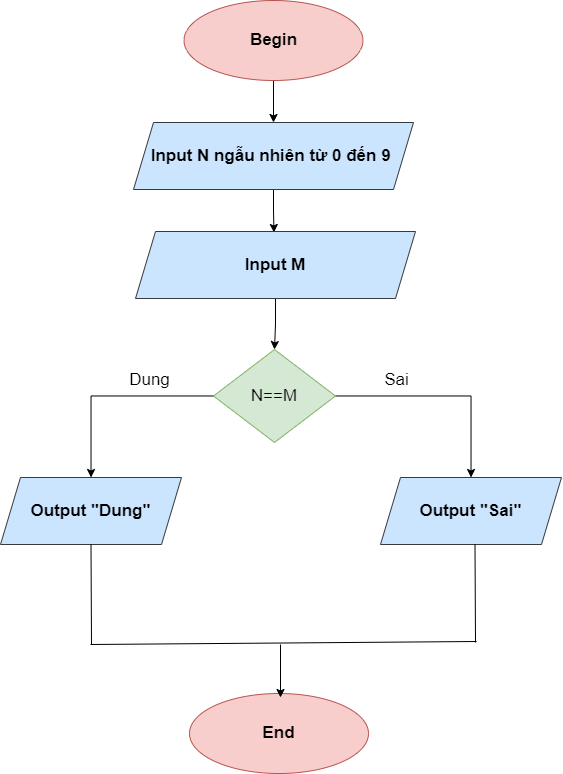 Begin
Input N ngẫu nhiên từ 0 đến 9
Input M
N==M
Dung
Sai
Output "Dung"
Output "Sai"
End